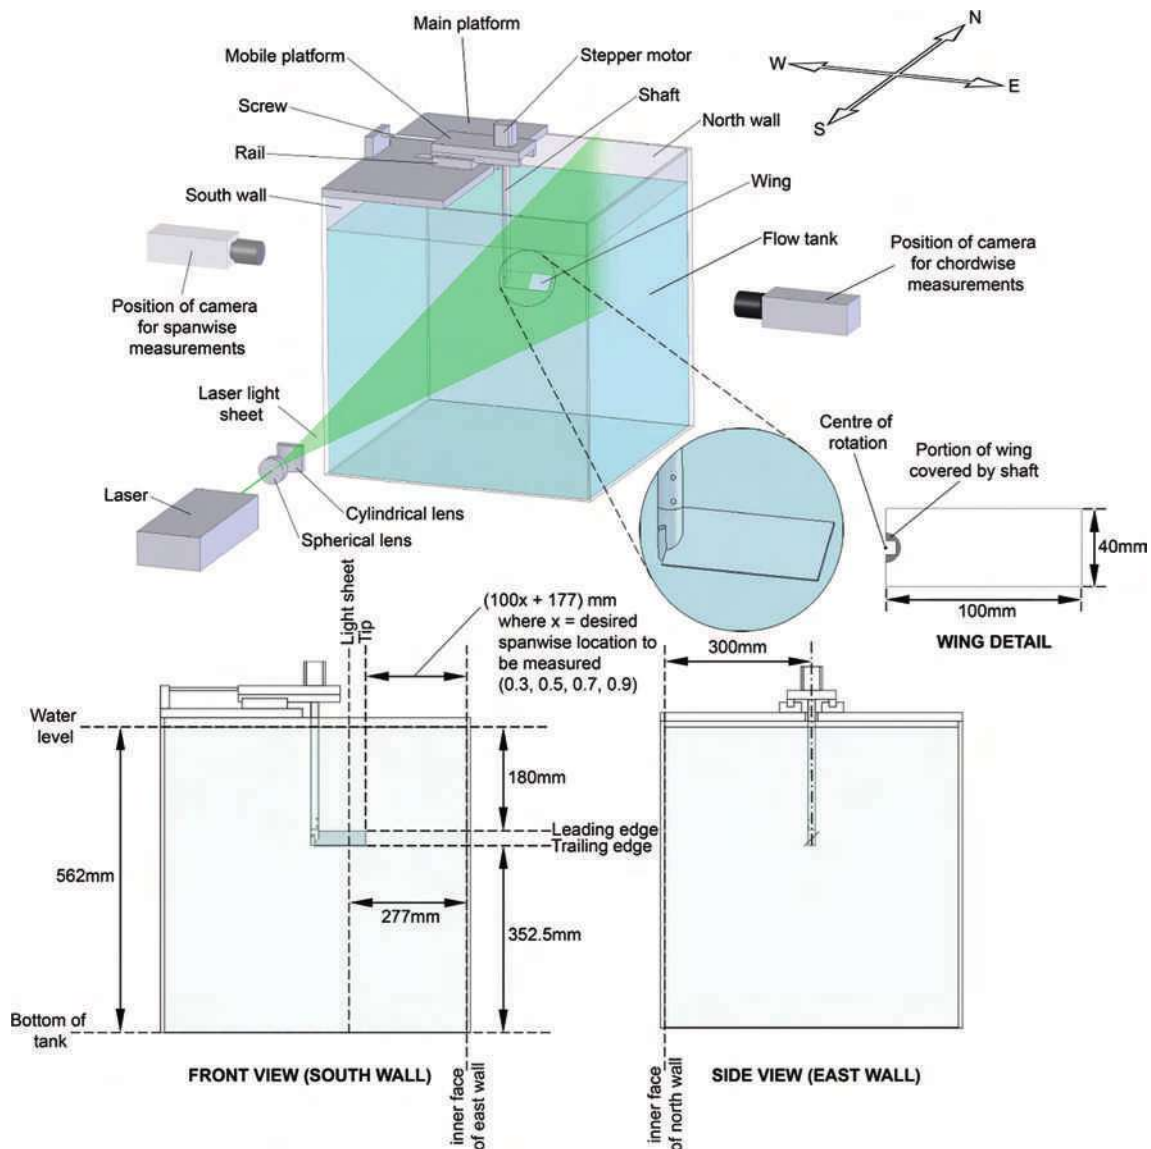 Main platform
Mobile platform
Stepper motor
Screw
Shaft
Rail
North wall
South wall
Wing
Flow tank
N
W
E
S
Position of camera
for spanwise
measurements
Position of camera
for chordwise
measurements
Laser light
sheet
Laser
Cylindrical lens
Spherical lens
Centre of
rotation
Portion of wing
covered by shaft
40mm
100mm
WING DETAIL
Light sheet
Tip
(100x + 177) mm
where x = desired
spanwise location to
be measured
(0.3, 0.5, 0.7, 0.9)
300mm
Water
level
180mm
Leading edge
Trailing edge
562mm
277mm
352.5mm
Bottom of
tank
FRONT VIEW (SOUTH WALL)
inner face
of east wall
inner face
of north wall
SIDE VIEW (EAST WALL)